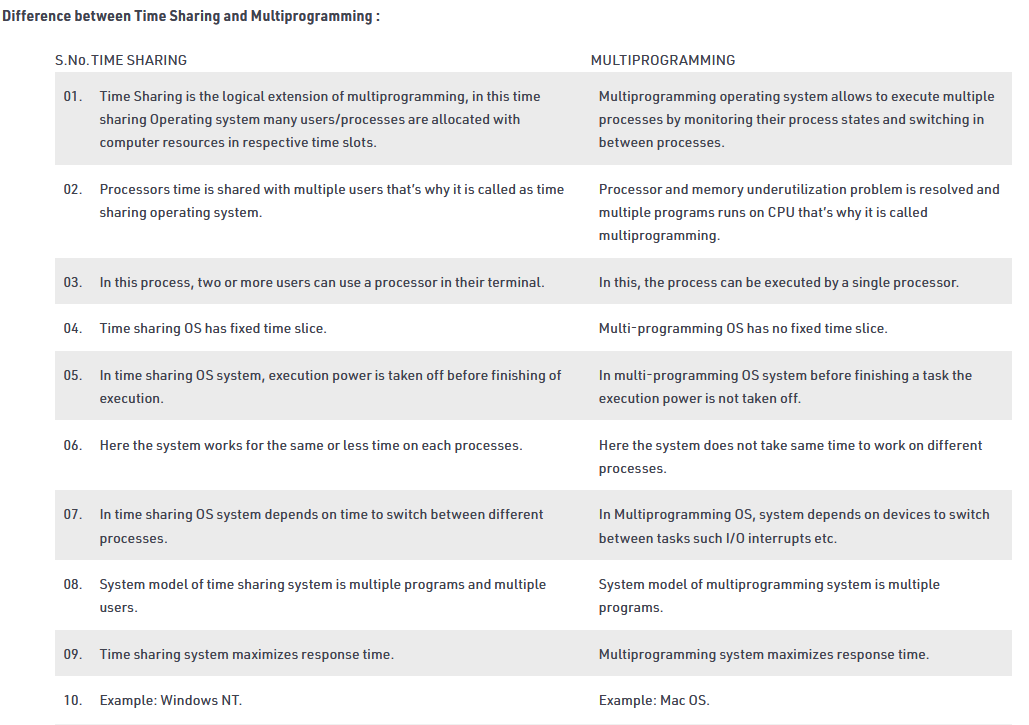 Difference between Time Sharing and Multiprogramming :
S.No. TIME SHARING MULTIPROGRAMMING
01. Time Sharing is the logical extension of multiprogramming, in this time Multiprogramming operating system allows to execute multiple
sharing Operating system many users/processes are allocated with processes by monitoring their process states and switching in
computer resources in respective time slots. between processes.
02. Processors time is shared with multiple users that's why it is called as time Processor and memory underutilization problem is resolved and
sharing operating system. multiple programs runs on CPU that's why it is called
multiprogramming.
03. In this process, two or more users can use a processor in their terminal. In this, the process can be executed by a single processor.
04. Time sharing OS has fixed time slice. Multi-programming OS has no fixed time slice.
05. In time sharing OS system, execution power is taken off before finishing of In multi-programming OS system before finishing a task the
execution. execution power is not taken off.
06. Here the system works for the same or less time on each processes. Here the system does not take same time to work on different
processes.
07. In time sharing OS system depends on time to switch between different In Multiprogramming OS, system depends on devices to switch
processes. between tasks such I/O interrupts etc.
08. System model of time sharing system is multiple programs and multiple System model of multiprogramming system is multiple
users. programs.
09. Time sharing system maximizes response time. Multiprogramming system maximizes response time.
10. Example: Windows NT. Example: Mac OS.